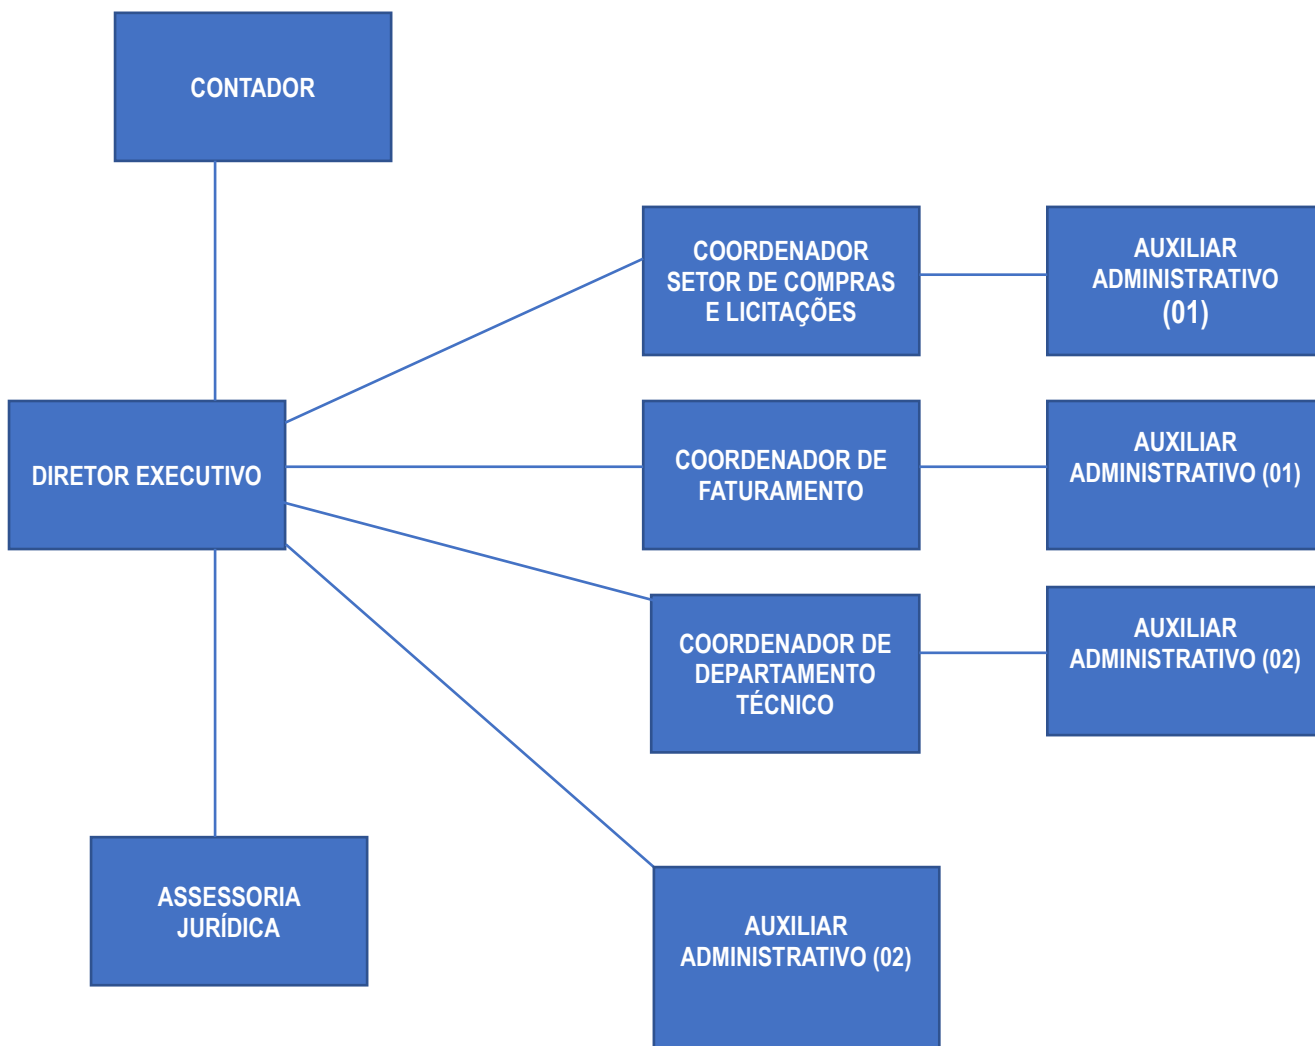 CONTADOR
COORDENADOR
SETOR DE COMPRAS
E LICITAÇÕES
AUXILIAR
ADMINISTRATIVO
(01)
DIRETOR EXECUTIVO
COORDENADOR DE
FATURAMENTO
AUXILIAR
ADMINISTRATIVO (01)
COORDENADOR DE
DEPARTAMENTO
TÉCNICO
AUXILIAR
ADMINISTRATIVO (02)
ASSESSORIA
JURÍDICA
AUXILIAR
ADMINISTRATIVO (02)